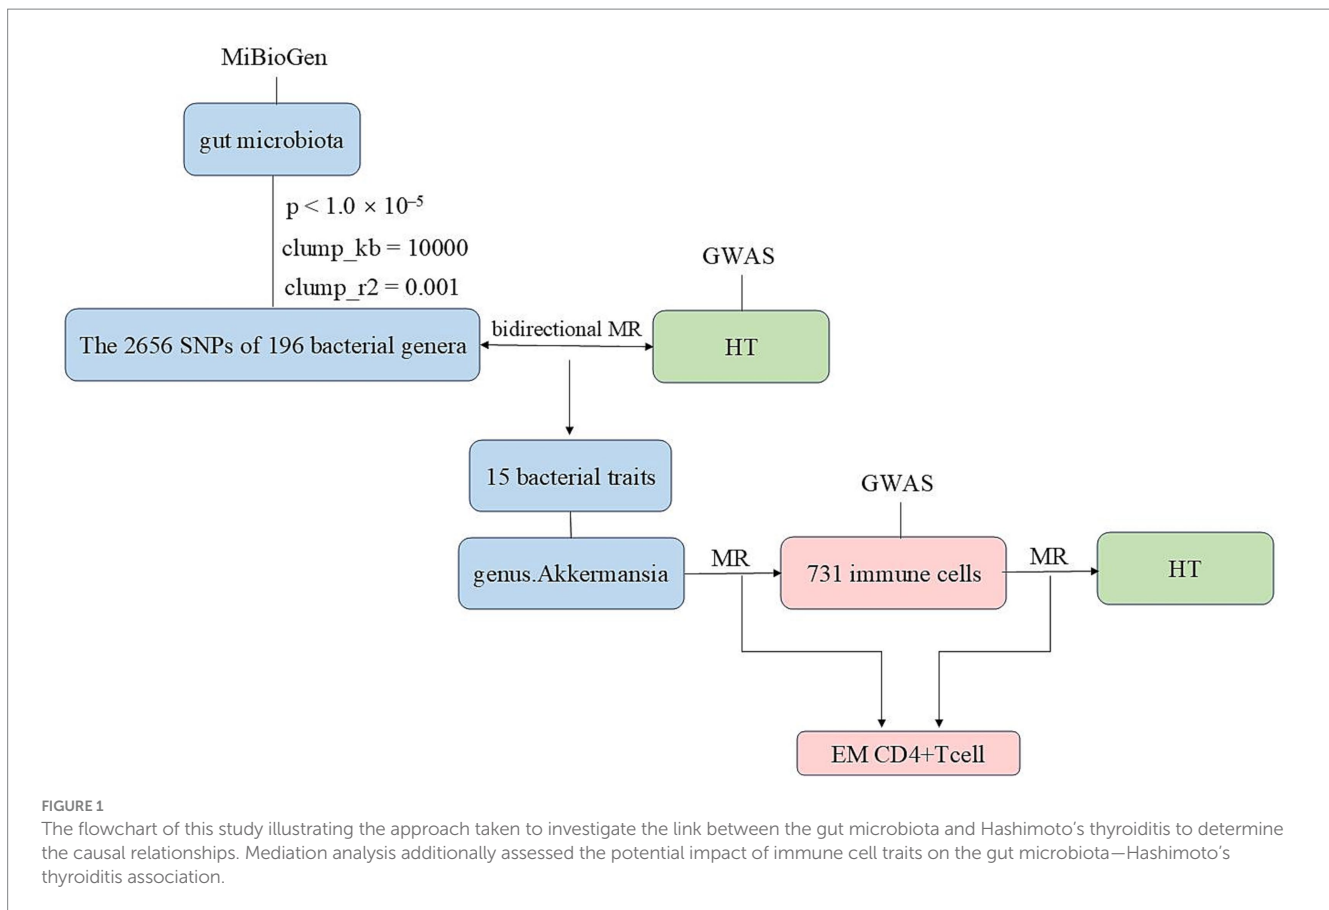 MiBioGen
gut microbiota
p < 1.0 × 10⁻⁵
clump_kb = 10000
clump_r2 = 0.001
GWAS
The 2656 SNPs of 196 bacterial genera
bidirectional MR
HT
15 bacterial traits
GWAS
genus.Akkermansia
MR
731 immune cells
MR
HT
EM CD4+Tcell
FIGURE 1
The flowchart of this study illustrating the approach taken to investigate the link between the gut microbiota and Hashimoto's thyroiditis to determine
the causal relationships. Mediation analysis additionally assessed the potential impact of immune cell traits on the gut microbiota—Hashimoto's
thyroiditis association.